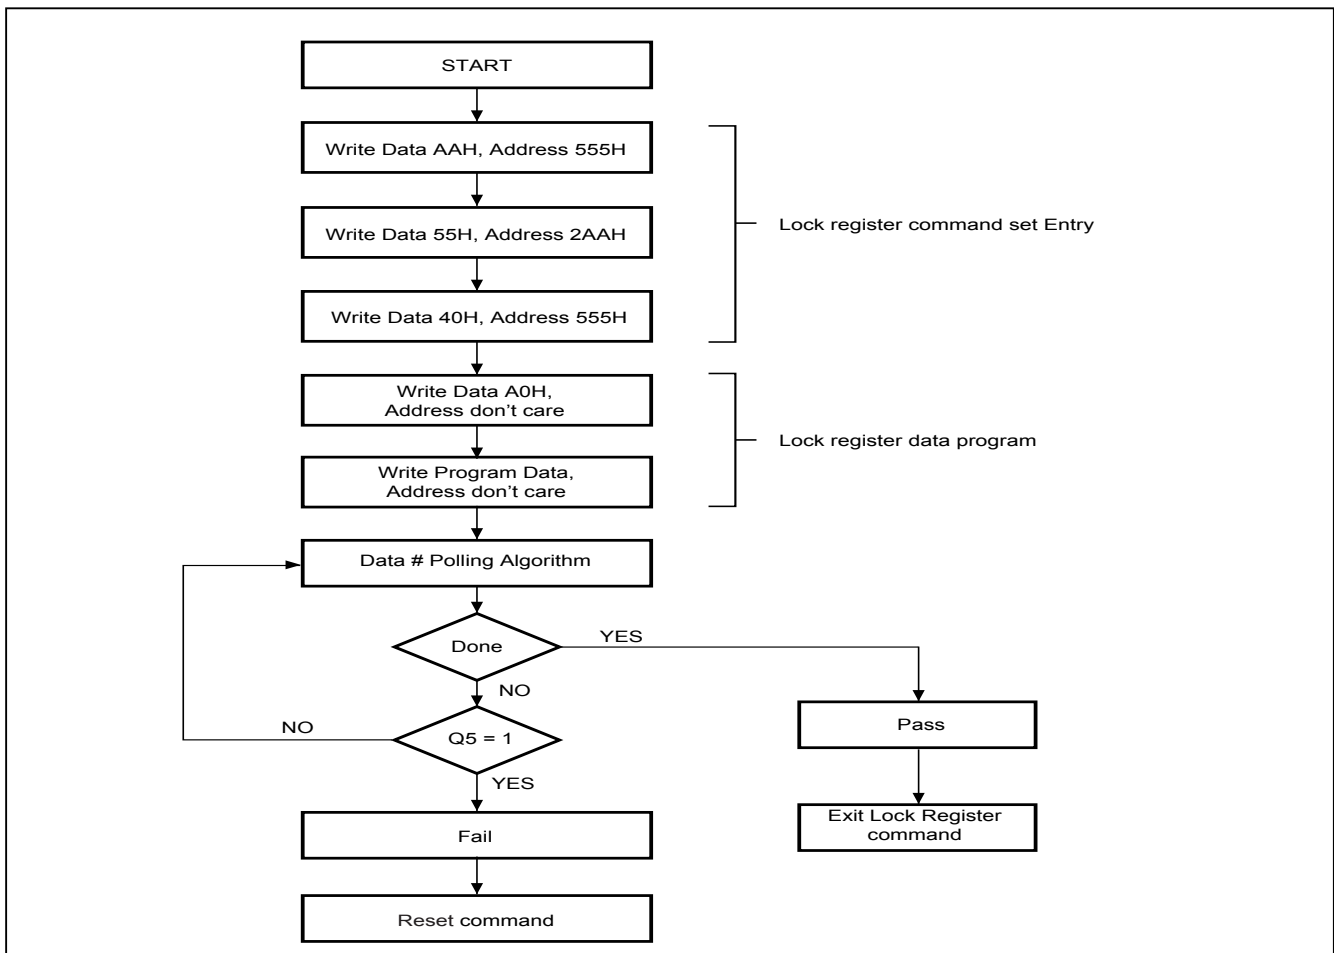 START
Write Data AAH, Address 555H
Write Data 55H, Address 2AAH
Lock register command set Entry
Write Data 40H, Address 555H
Write Data A0H,
Address don't care
Lock register data program
Write Program Data,
Address don't care
Data # Polling Algorithm
Done
YES
NO
Q5 = 1
NO
YES
Pass
Fail
Exit Lock Register
command
Reset command